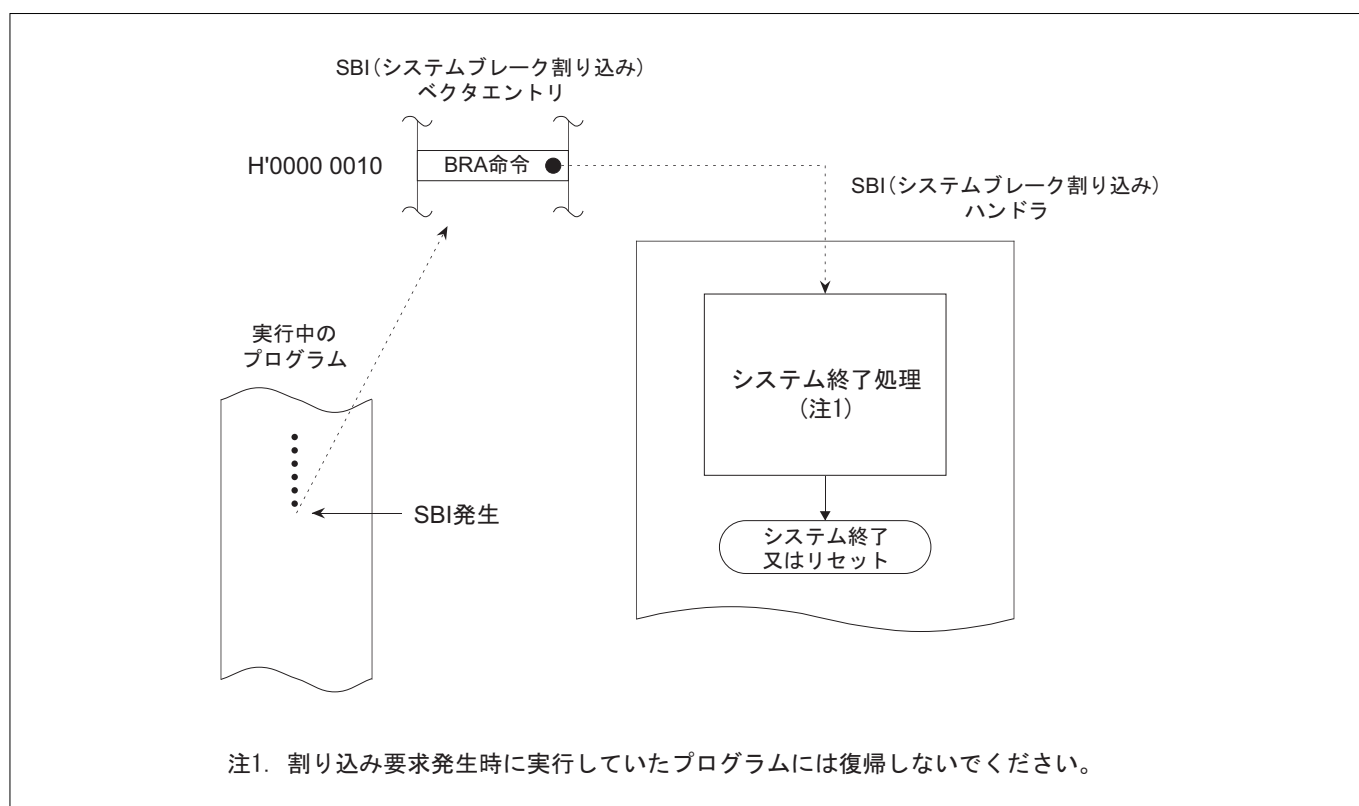 SBI(システムブレーク割り込み)
ベクタエントリ
H'0000 0010
BRA命令
SBI(システムブレーク割り込み)
ハンドラ
実行中の
プログラム
システム終了処理
(注1)
SBI発生
システム終了
又はリセット
注1. 割り込み要求発生時に実行していたプログラムには復帰しないでください。